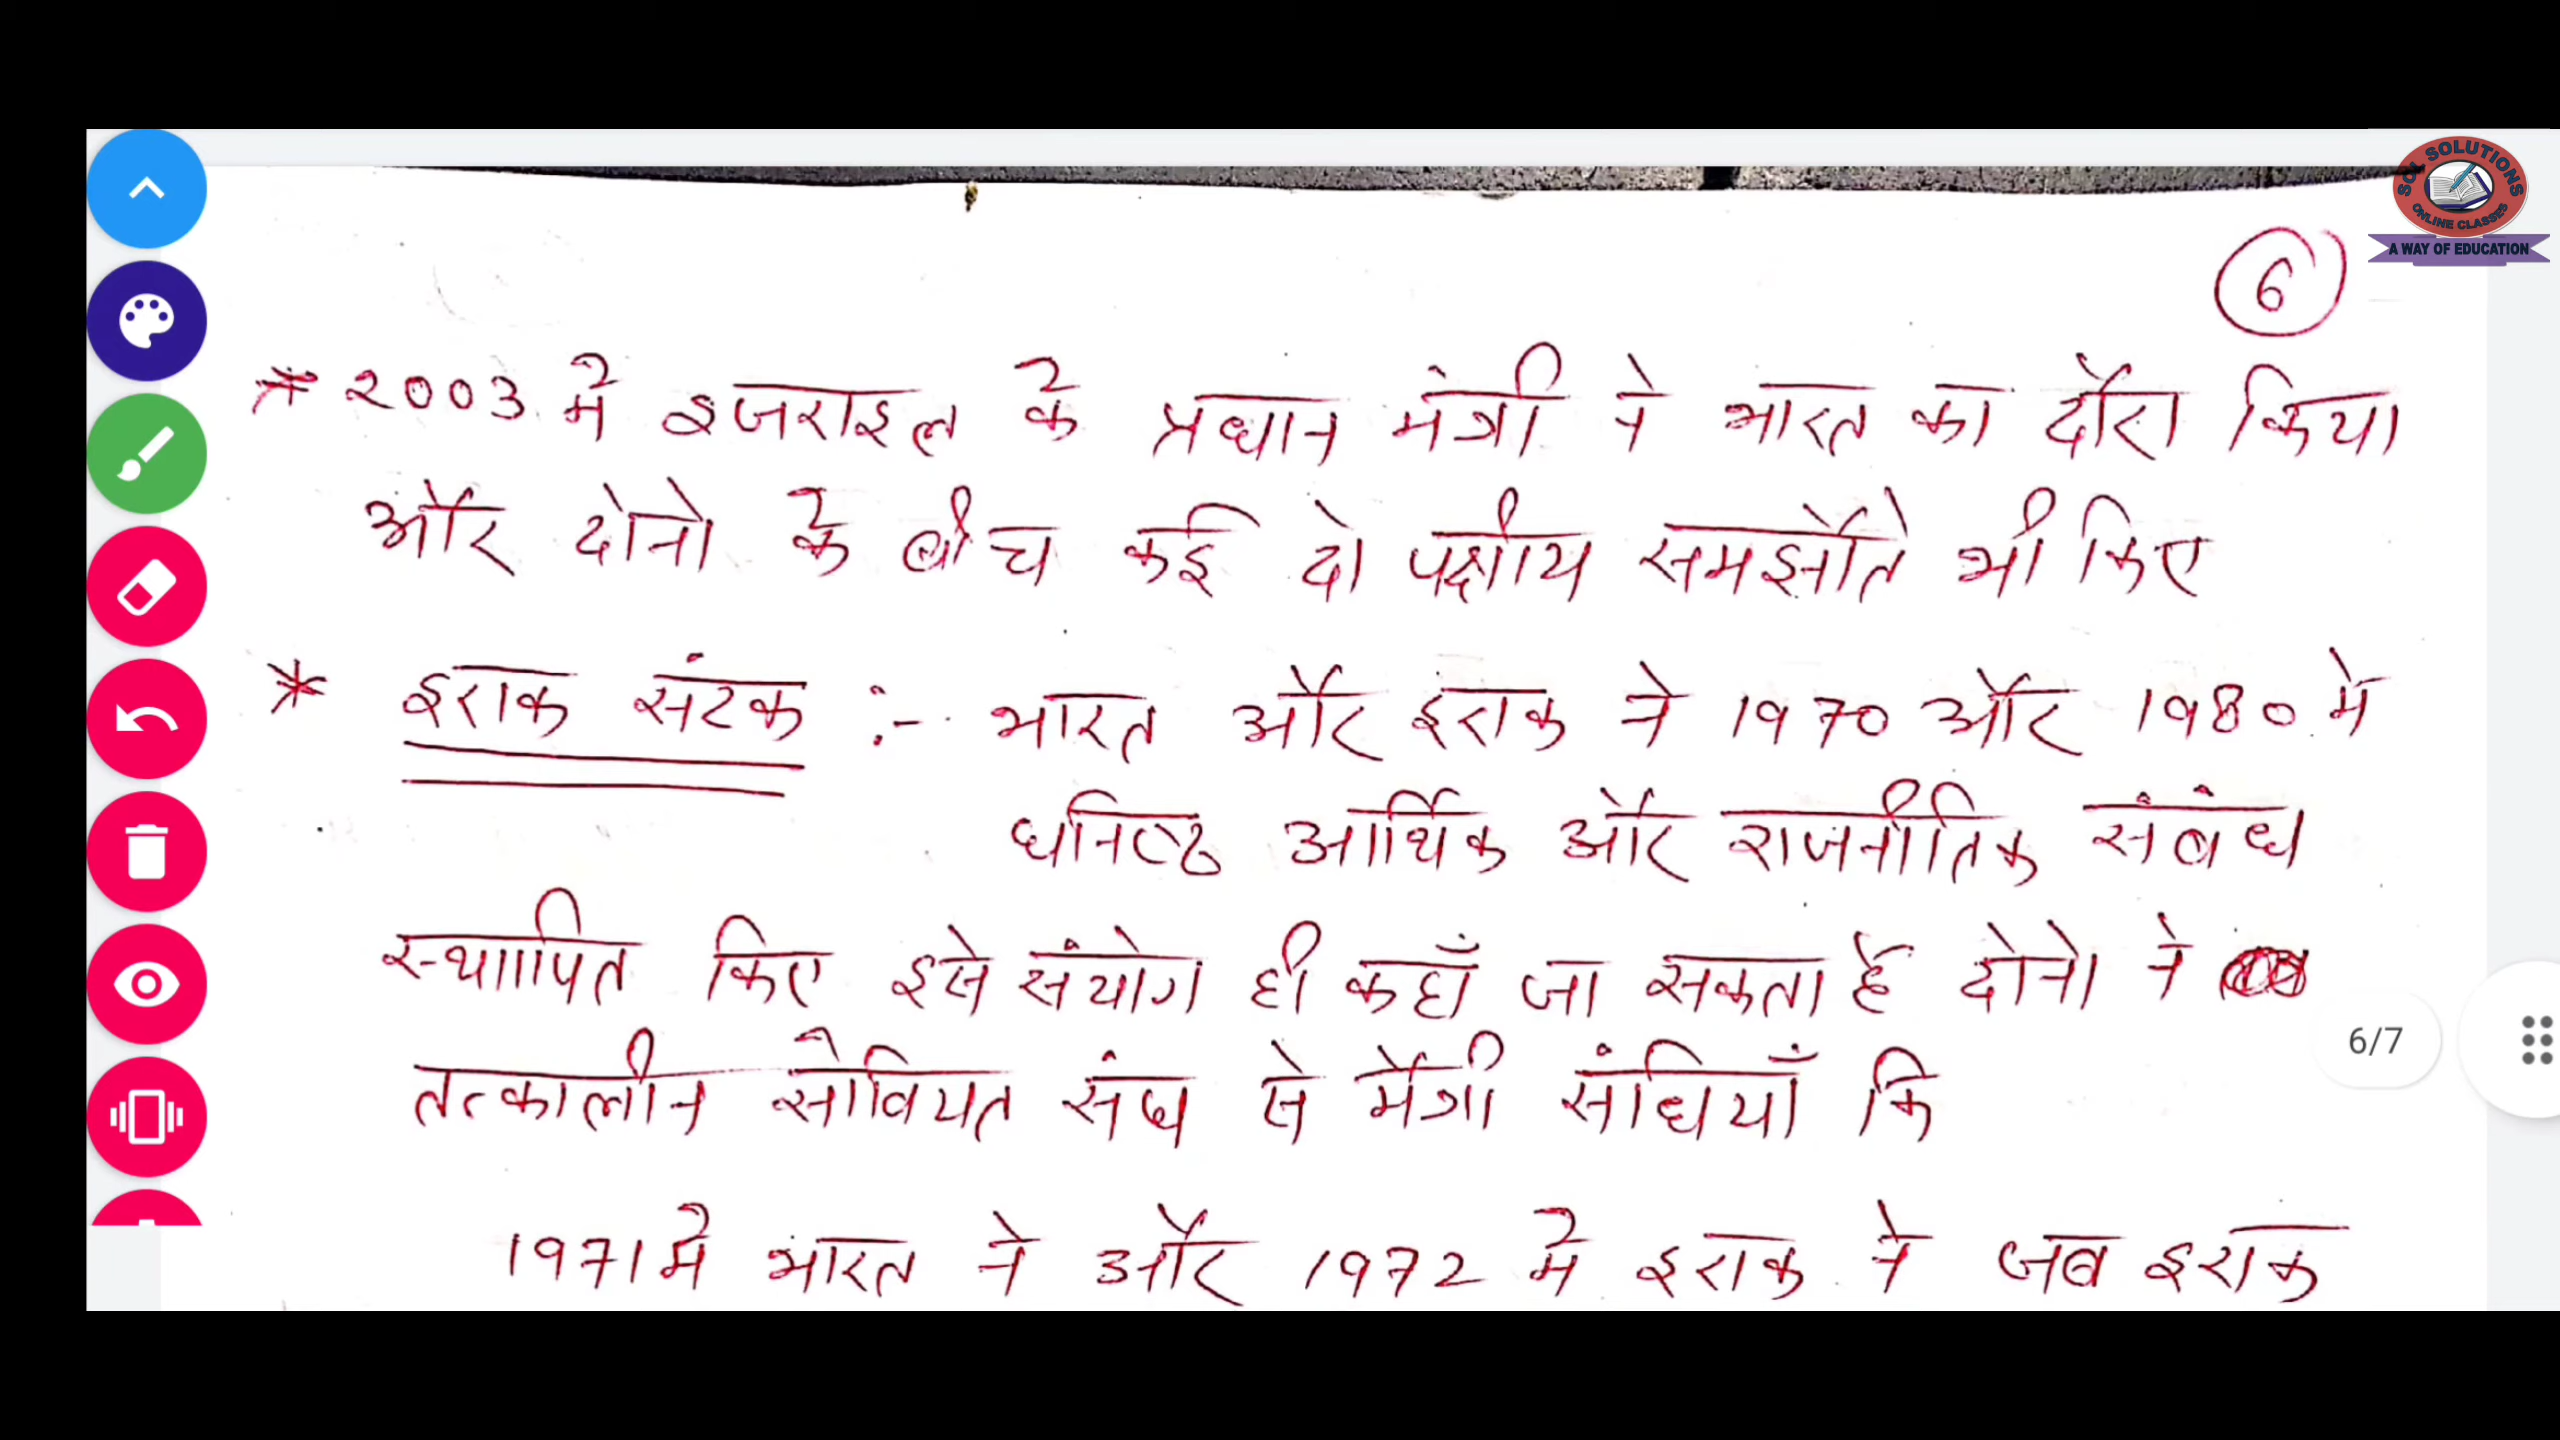 SOL SOLUTIONS
ONLINE CLASSES
A WAY OF EDUCATION
6
* 2003 में इजराइल के प्रधान मंत्री ने भारत का दौरा किया
और दोनो के बीच कई दो पक्षीय समझौते भी किए
* इराक संटक :- भारत और इराक ने 1970 और 1980 में
घनिष्ठ आर्थिक और राजनीतिक संबंध
स्थापित किए इसे संयोग ही कहाँ जा सकता है दोनो ने
तत्कालीन सोवियत संघ से मैत्री संधियाँ कि
6/7
1971 मे भारत ने और 1972 मे इराक ने जब इराक